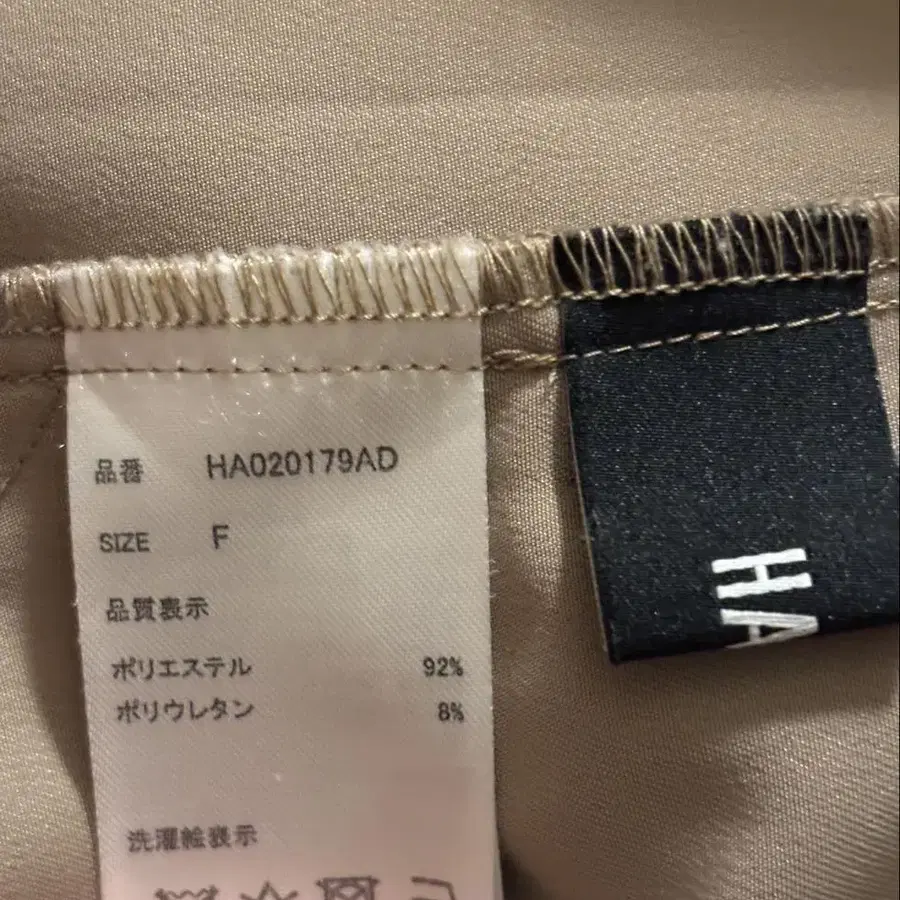 品番 HA020179AD
SIZE F
品質表示
ポリエステル 92%
ポリウレタン 8%
洗濯絵表示
HA